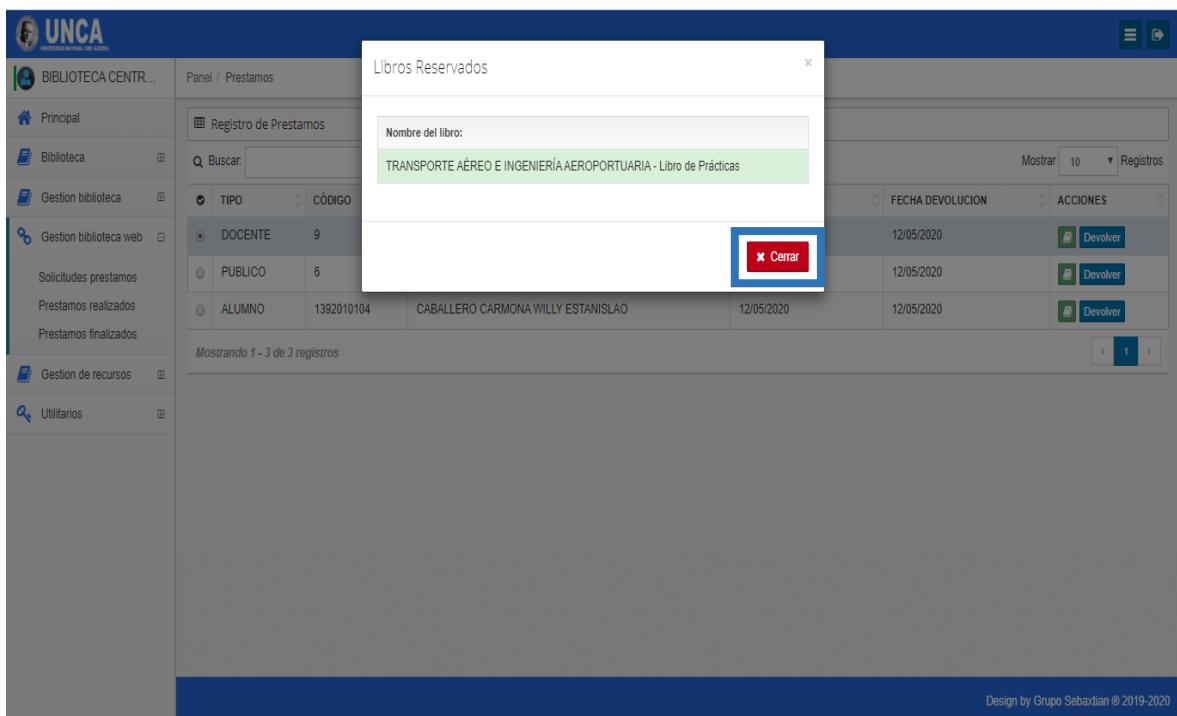 UNCA
BIBLIOTECA CENTR...
Panel / Prestamos
Libros Reservados
×
Principal
Biblioteca
Gestion biblioteca
Gestion biblioteca web
Solicitudes prestamos
Prestamos realizados
Prestamos finalizados
Gestion de recursos
Utilitarios
Registro de Prestamos
Nombre del libro:
TRANSPORTE AÉREO E INGENIERÍA AEROPORTUARIA - Libro de Prácticas
Cerrar
Buscar:
Mostrar 10 Registros
TIPO CÓDIGO FECHA DEVOLUCION ACCIONES
DOCENTE 9 12/05/2020 Devolver
PUBLICO 6 12/05/2020 Devolver
ALUMNO 1392010104 CABALLERO CARMONA WILLY ESTANISLAO 12/05/2020 12/05/2020 Devolver
Mostrando 1 - 3 de 3 registros
‹ 1 ›
Design by Grupo Sebaxtian ® 2019-2020